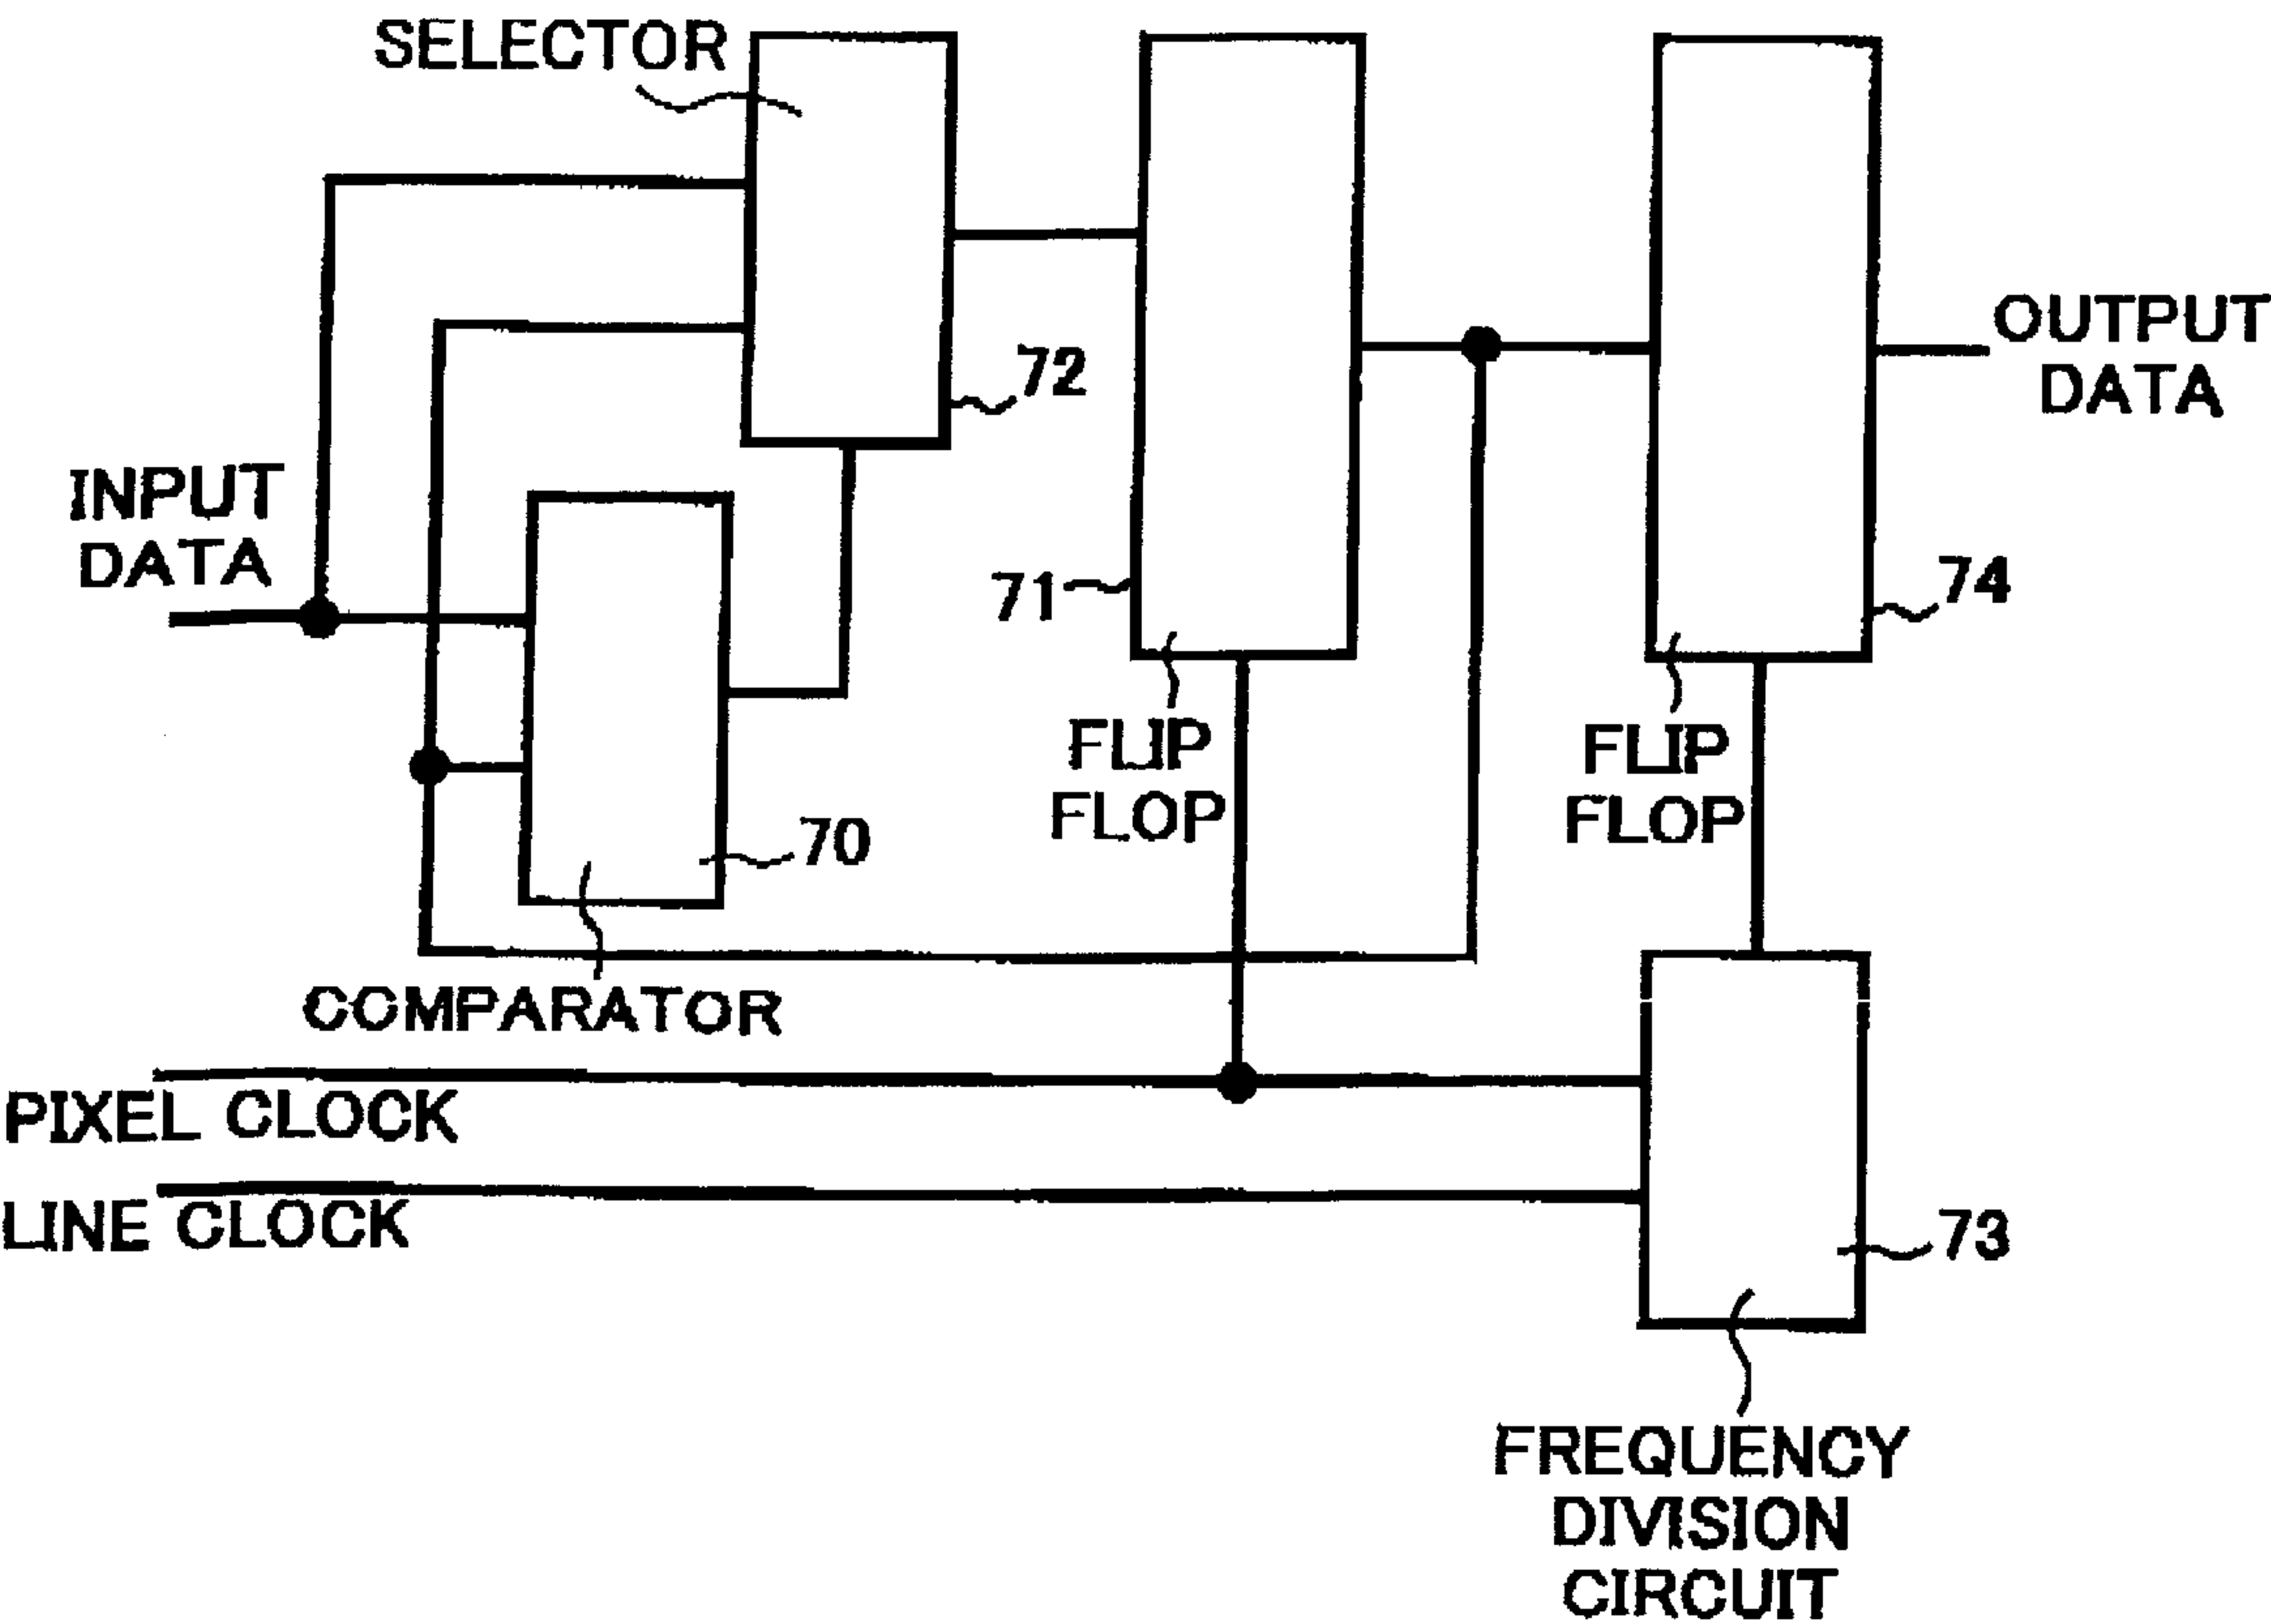 SELECTOR
72
OUTPUT
DATA
INPUT
DATA
71
74
FLIP
FLOP
FLIP
FLOP
70
COMPARATOR
PIXEL CLOCK
LINE CLOCK
73
FREQUENCY
DIVISION
CIRCUIT